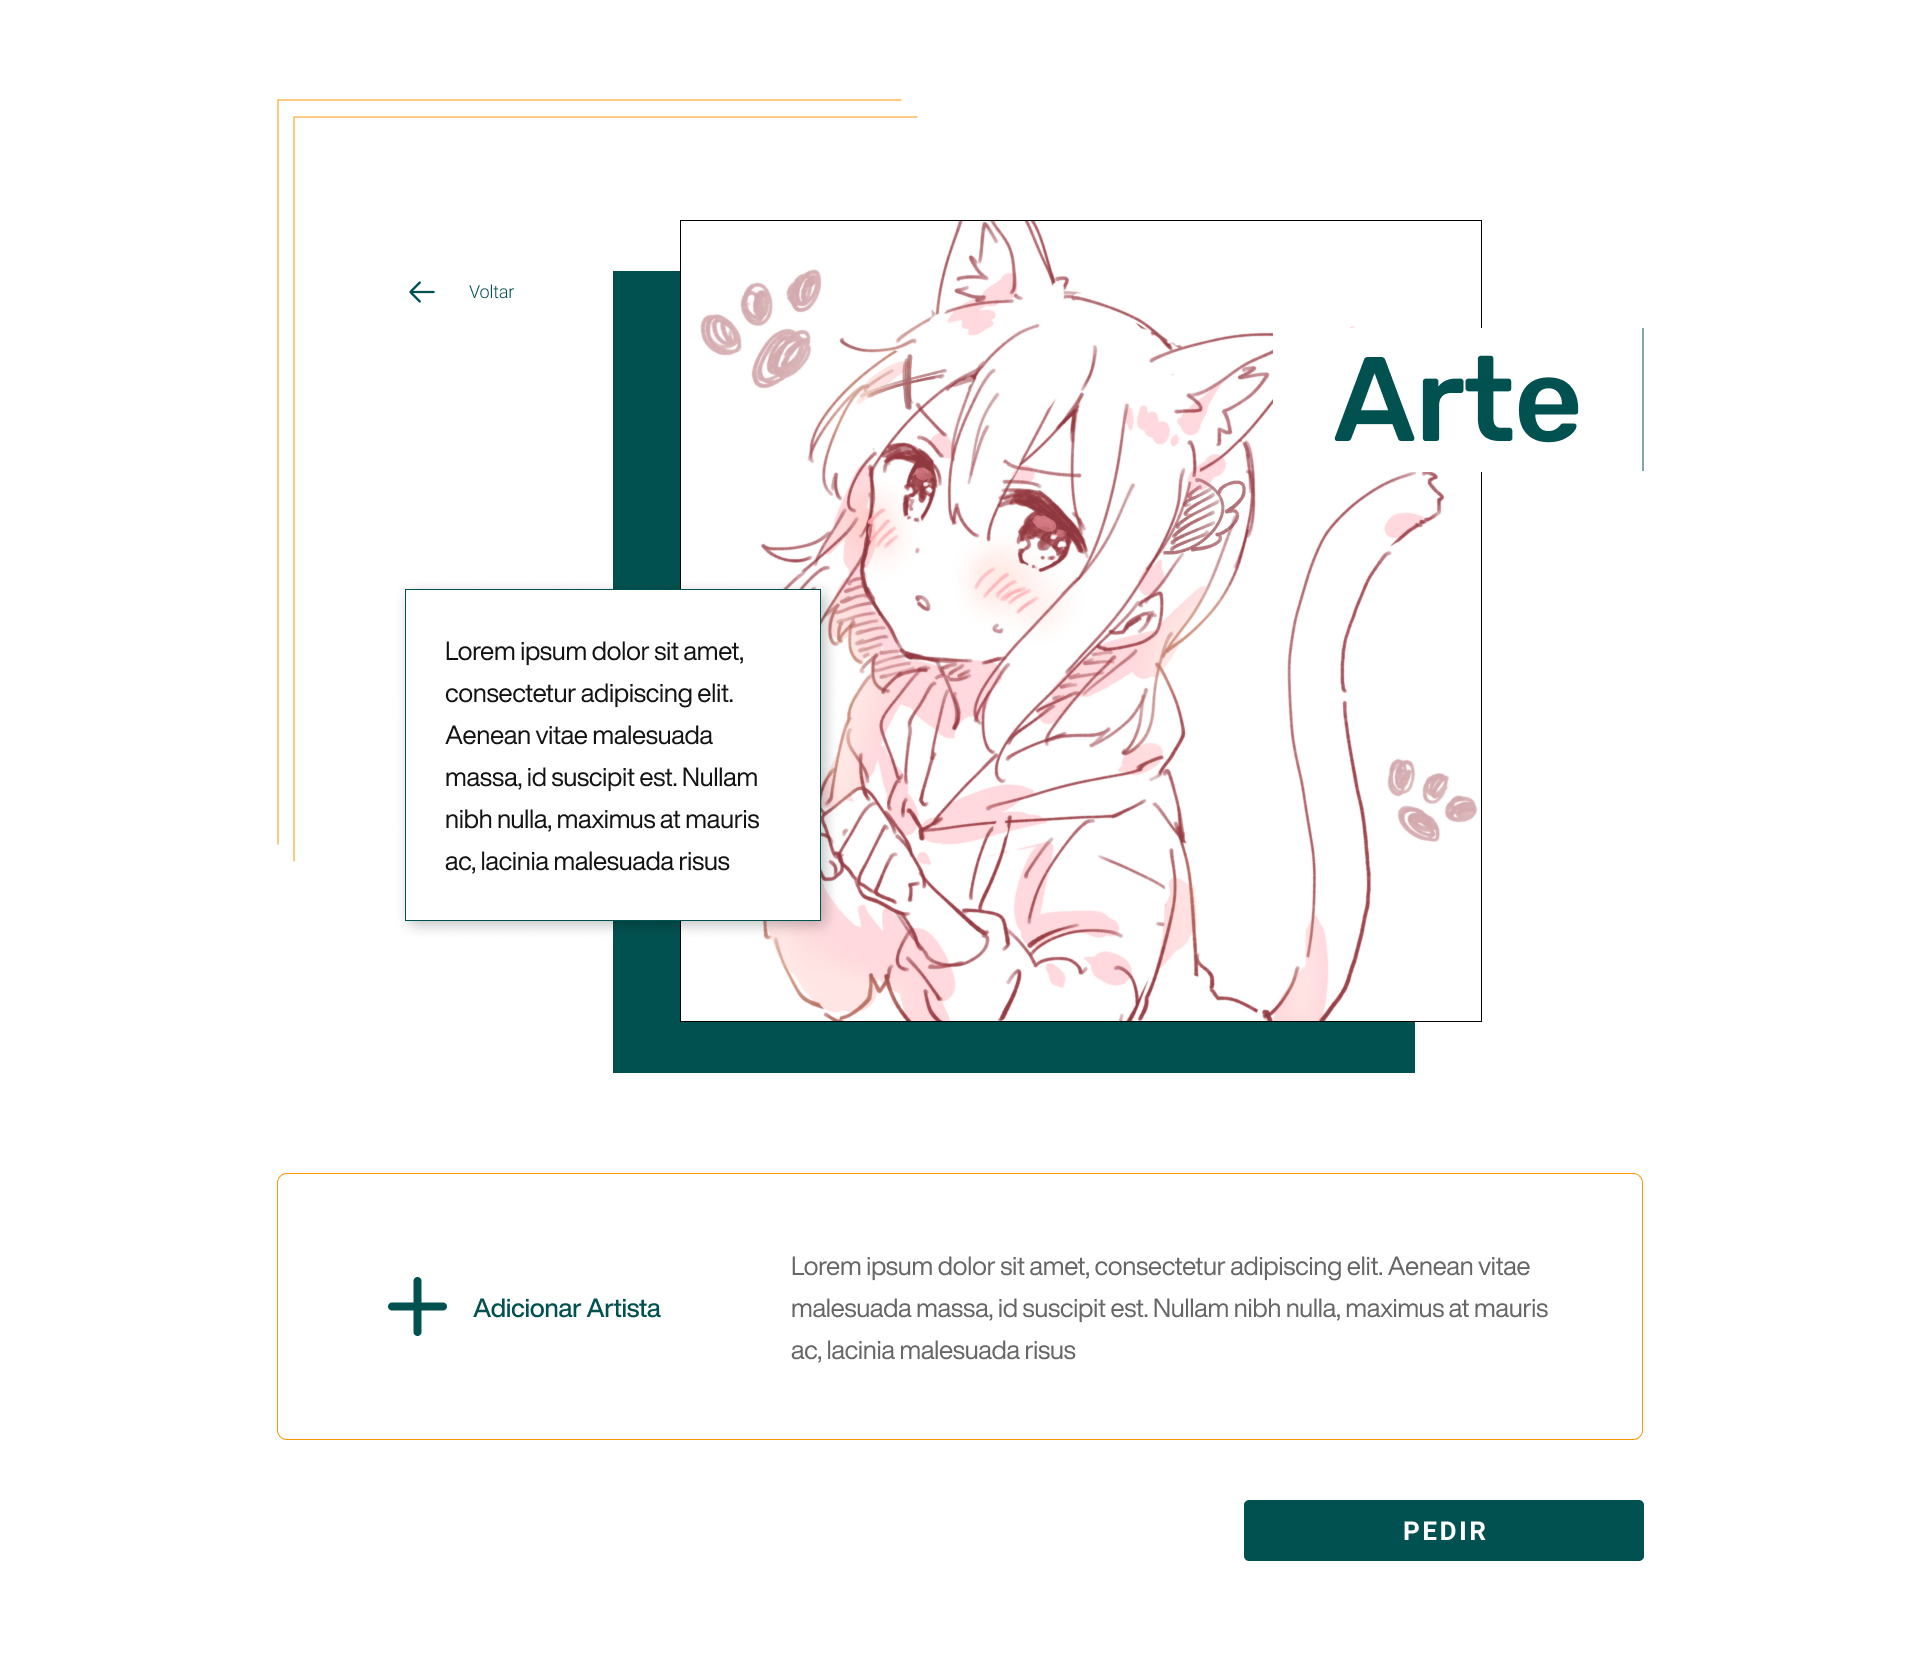 Voltar
Arte
Lorem ipsum dolor sit amet,
consectetur adipiscing elit.
Aenean vitae malesuada
massa, id suscipit est. Nullam
nibh nulla, maximus at mauris
ac, lacinia malesuada risus
Adicionar Artista
Lorem ipsum dolor sit amet, consectetur adipiscing elit. Aenean vitae
malesuada massa, id suscipit est. Nullam nibh nulla, maximus at mauris
ac, lacinia malesuada risus
PEDIR